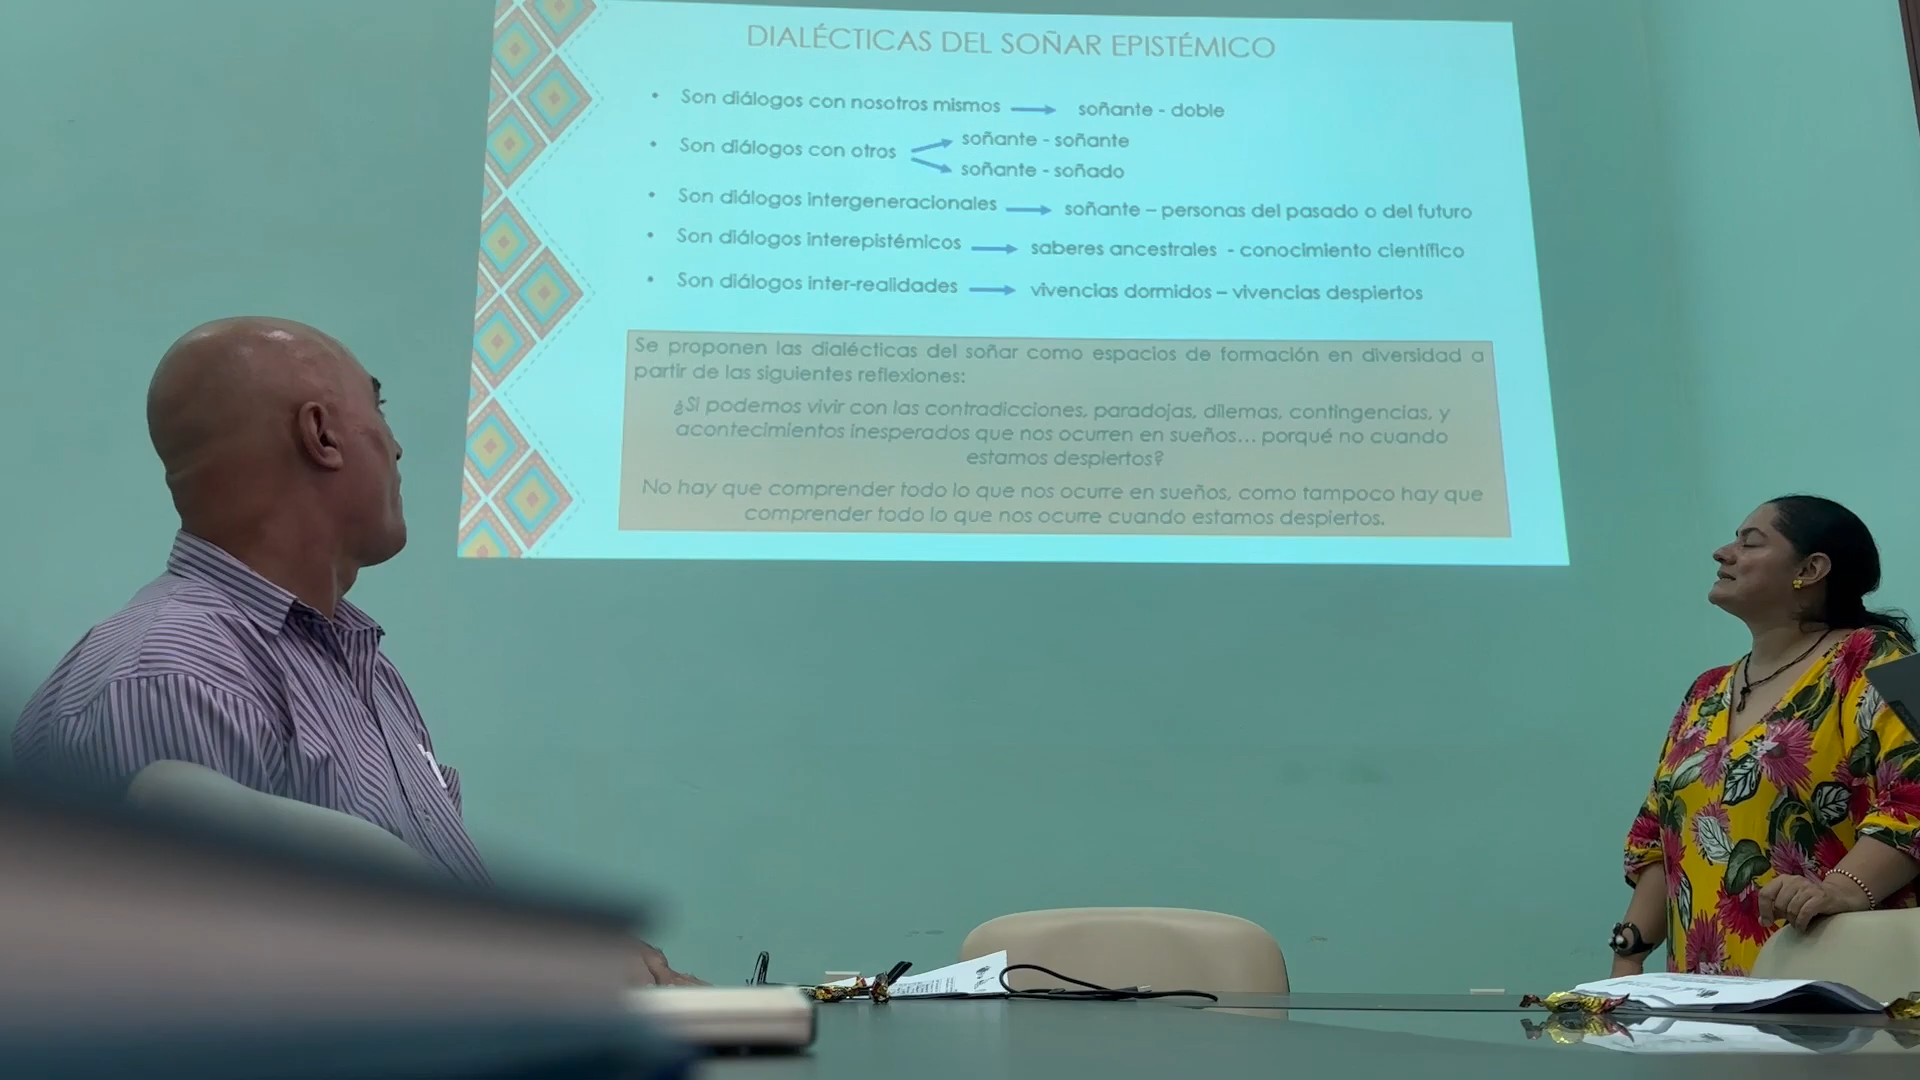 DIALÉCTICAS DEL SOÑAR EPISTÉMICO
• Son diálogos con nosotros mismos → soñante - doble
• Son diálogos con otros
soñante - soñante
soñante - soñado
• Son diálogos intergeneracionales → soñante – personas del pasado o del futuro
• Son diálogos interepistémicos → saberes ancestrales - conocimiento científico
• Son diálogos inter-realidades → vivencias dormidos – vivencias despiertos
Se proponen las dialécticas del soñar como espacios de formación en diversidad a
partir de las siguientes reflexiones:
¿Si podemos vivir con las contradicciones, paradojas, dilemas, contingencias, y
acontecimientos inesperados que nos ocurren en sueños... porqué no cuando
estamos despiertos?
No hay que comprender todo lo que nos ocurre en sueños, como tampoco hay que
comprender todo lo que nos ocurre cuando estamos despiertos.